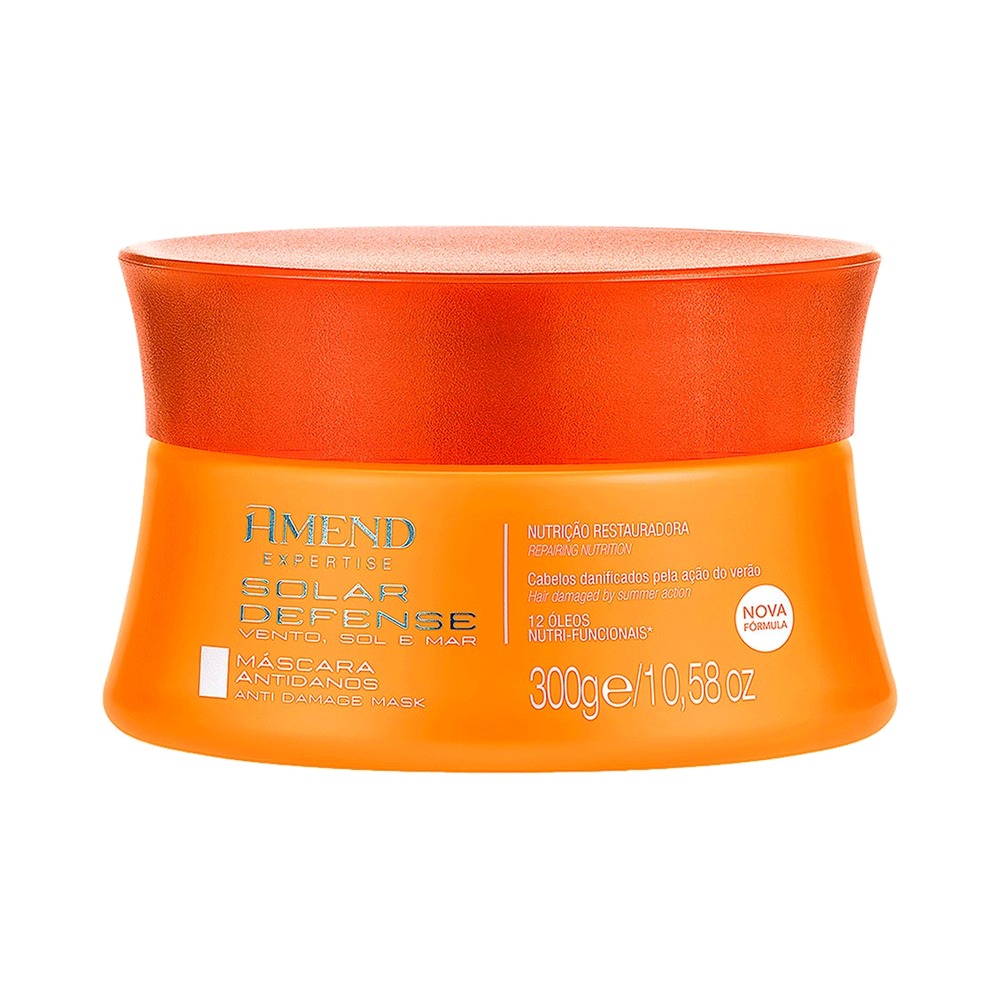 AMEND
EXPERTISE
SOLAR
DEFENSE
VENTO, SOL E MAR
MÁSCARA
ANTIDANOS
ANTI DAMAGE MASK
NUTRIÇÃO RESTAURADORA
REPAIRING NUTRITION
Cabelos danificados pela ação do verão
Hair damaged by summer action
12 ÓLEOS
NUTRI-FUNCIONAIS*
NOVA
FÓRMULA
300g℮/10,58 oz